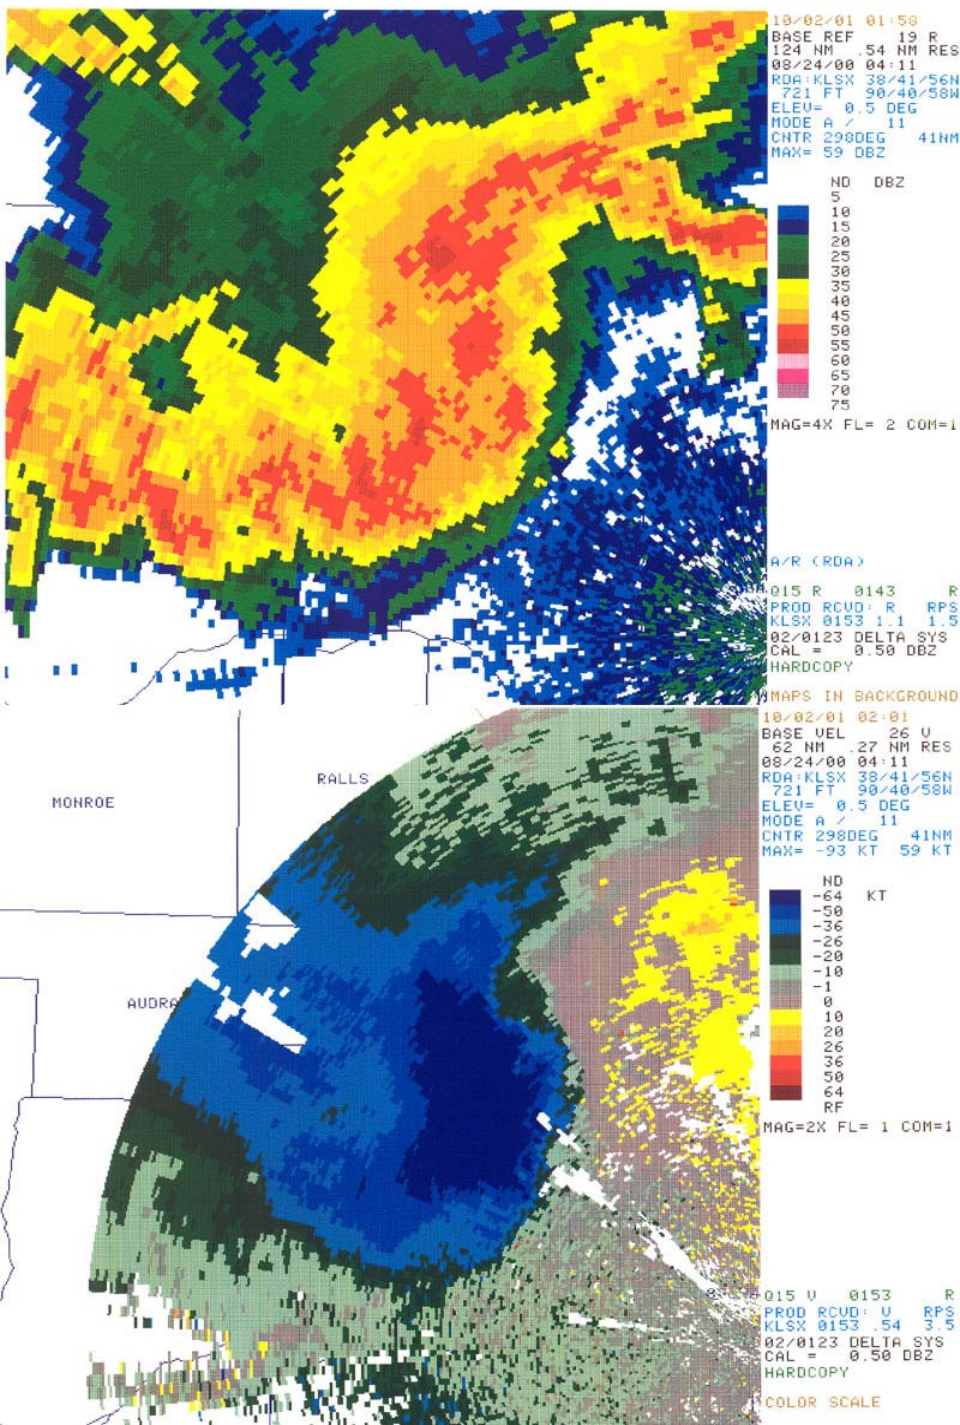 10/02/01 01:58
BASE REF 19 R
124 NM .54 NM RES
08/24/00 04:11
RDA:KLSX 38/41/56N
721 FT 90/40/58W
ELEV= 0.5 DEG
MODE A / 11
CNTR 298DEG 41NM
MAX= 59 DBZ
ND DBZ
5
10
15
20
25
30
35
40
45
50
55
60
65
70
75
MAG=4X FL= 2 COM=1
A/R (RDA)
Q15 R 0143 R
PROD RCVD: R RPS
KLSX 0153 1.1 1.5
02/0123 DELTA SYS
CAL = 0.50 DBZ
HARDCOPY
MAPS IN BACKGROUND
10/02/01 02:01
BASE VEL 26 V
62 NM .27 NM RES
08/24/00 04:11
RDA:KLSX 38/41/56N
721 FT 90/40/58W
ELEV= 0.5 DEG
MODE A / 11
CNTR 298DEG 41NM
MAX= -93 KT 59 KT
RALLS
MONROE
AUDRA
ND
-64 KT
-50
-36
-26
-20
-10
-1
0
10
20
26
36
50
64
RF
MAG=2X FL= 1 COM=1
Q15 V 0153 R
PROD RCVD: V RPS
KLSX 0153 .54 3.5
02/0123 DELTA SYS
CAL = 0.50 DBZ
HARDCOPY
COLOR SCALE